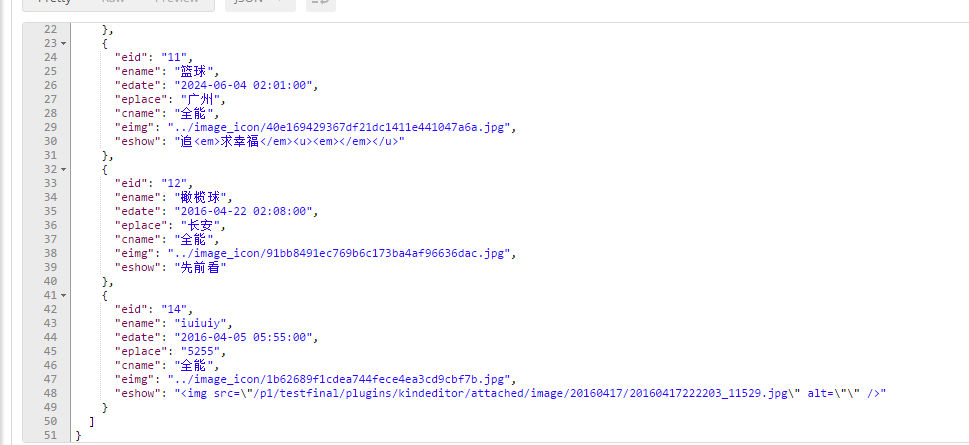 Pretty Raw Preview JSON
22 },
23 {
24 "eid": "11",
25 "ename": "篮球",
26 "edate": "2024-06-04 02:01:00",
27 "eplace": "广州",
28 "cname": "全能",
29 "eimg": "../image_icon/40e169429367df21dc1411e441047a6a.jpg",
30 "eshow": "追<em>求幸福</em><u><em></em></u>"
31 },
32 {
33 "eid": "12",
34 "ename": "橄榄球",
35 "edate": "2016-04-22 02:08:00",
36 "eplace": "长安",
37 "cname": "全能",
38 "eimg": "../image_icon/91bb8491ec769b6c173ba4af96636dac.jpg",
39 "eshow": "先前看"
40 },
41 {
42 "eid": "14",
43 "ename": "iuiuiy",
44 "edate": "2016-04-05 05:55:00",
45 "eplace": "5255",
46 "cname": "全能",
47 "eimg": "../image_icon/1b62689f1cdea744fece4ea3cd9cbf7b.jpg",
48 "eshow": "<img src=\"/p1/testfinal/plugins/kindeditor/attached/image/20160417/20160417222203_11529.jpg\" alt=\"\" />"
49 }
50 ]
51 }